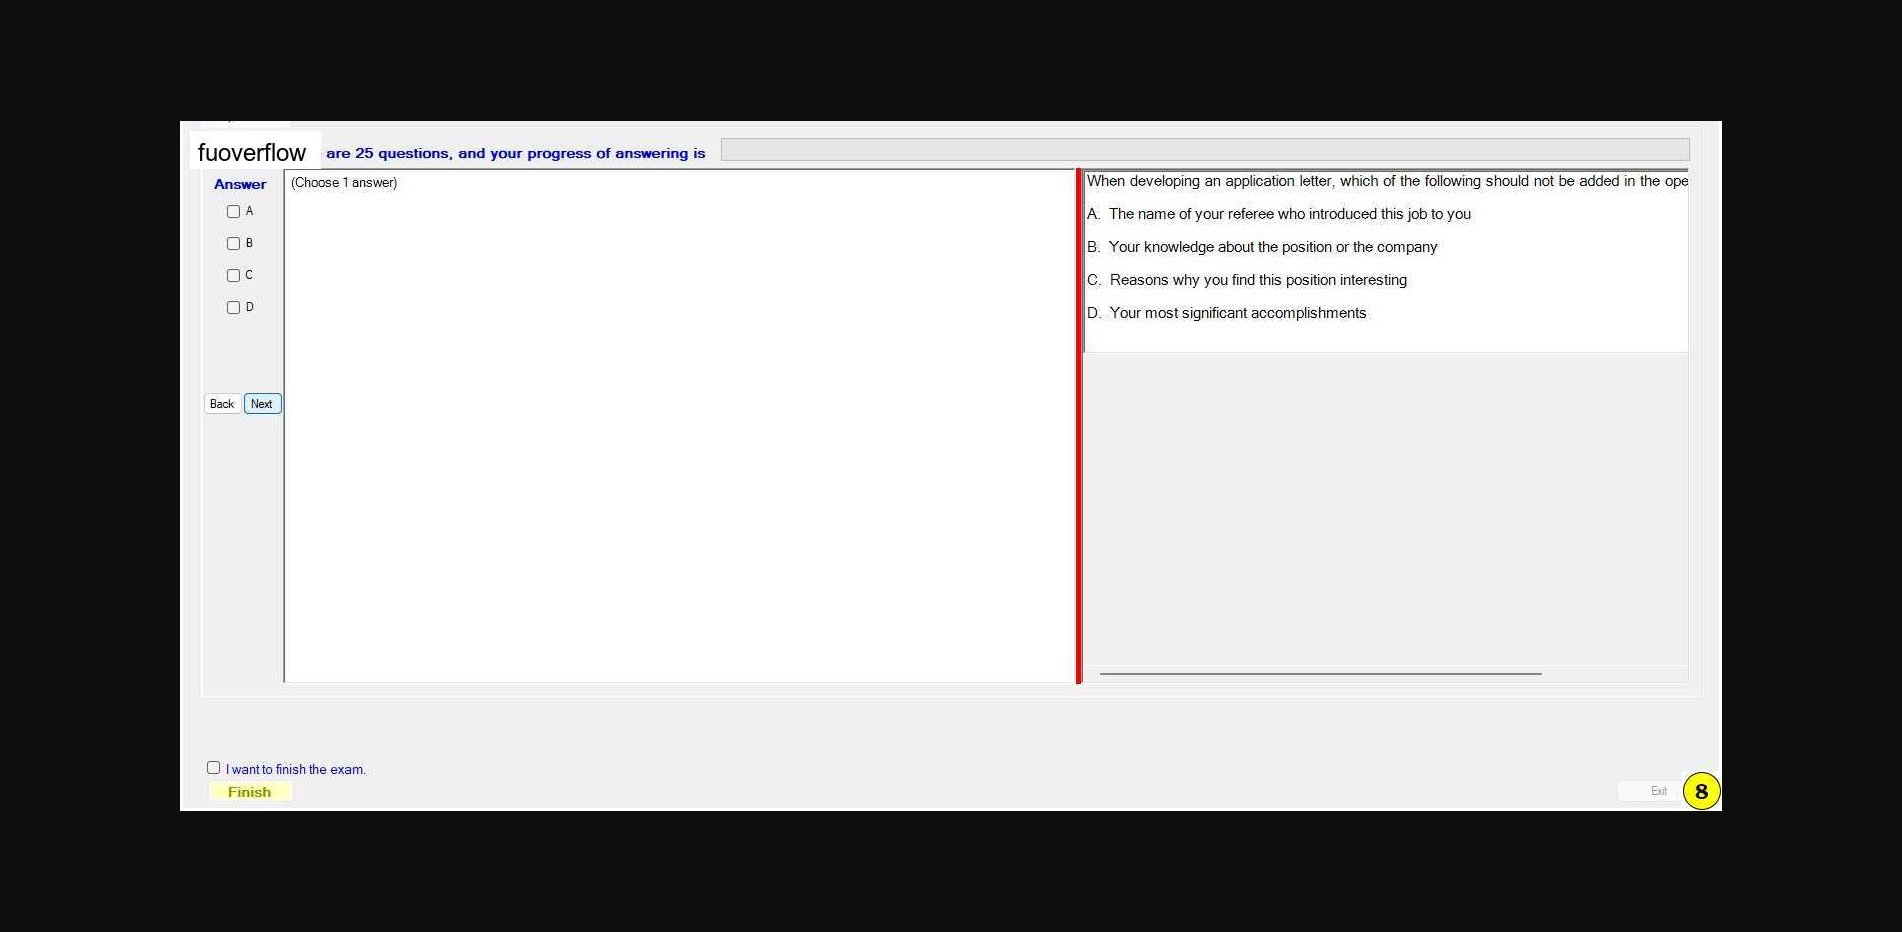 fuoverflow are 25 questions, and your progress of answering is
Answer
A
B
C
D
Back Next
(Choose 1 answer)
When developing an application letter, which of the following should not be added in the ope
A. The name of your referee who introduced this job to you
B. Your knowledge about the position or the company
C. Reasons why you find this position interesting
D. Your most significant accomplishments
I want to finish the exam.
Finish
Exit
8